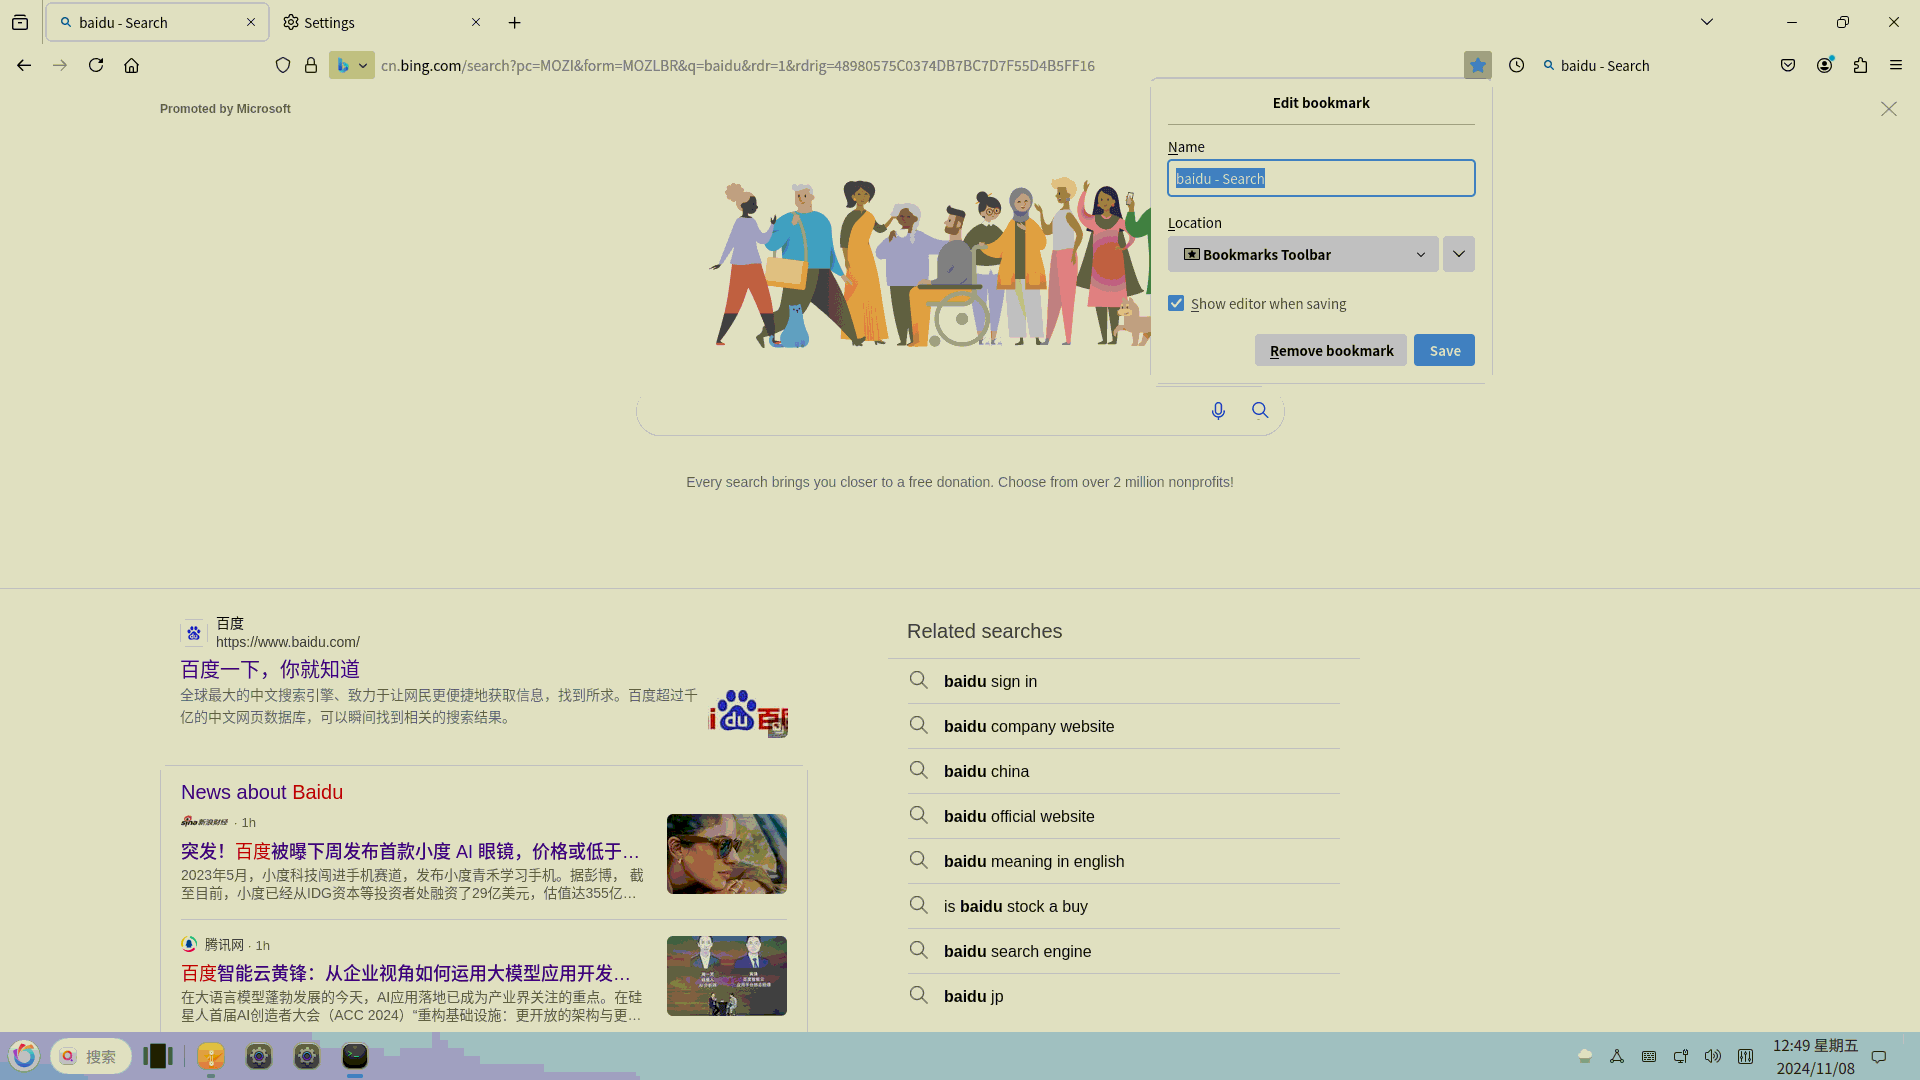 baidu - Search
Settings
cn.bing.com/search?pc=MOZI&form=MOZLBR&q=baidu&rdr=1&rdrig=48980575C0374DB7BC7D7F55D4B5FF16
baidu - Search
Promoted by Microsoft
Edit bookmark
Name
baidu - Search
Location
Bookmarks Toolbar
Show editor when saving
Remove bookmark
Save
Every search brings you closer to a free donation. Choose from over 2 million nonprofits!
百度
https://www.baidu.com/
百度一下，你就知道
全球最大的中文搜索引擎、致力于让网民更便捷地获取信息，找到所求。百度超过千
亿的中文网页数据库，可以瞬间找到相关的搜索结果。
du
News about Baidu
sina新浪财经 · 1h
突发！百度被曝下周发布首款小度 AI 眼镜，价格或低于…
2023年5月，小度科技闯进手机赛道，发布小度青禾学习手机。据彭博， 截
至目前，小度已经从IDG资本等投资者处融资了29亿美元，估值达355亿…
腾讯网 · 1h
百度智能云黄锋：从企业视角如何运用大模型应用开发…
在大语言模型蓬勃发展的今天，AI应用落地已成为产业界关注的重点。在硅
星人首届AI创造者大会（ACC 2024）“重构基础设施：更开放的架构与更…
Related searches
baidu sign in
baidu company website
baidu china
baidu official website
baidu meaning in english
is baidu stock a buy
baidu search engine
baidu jp
搜索
12:49 星期五
2024/11/08